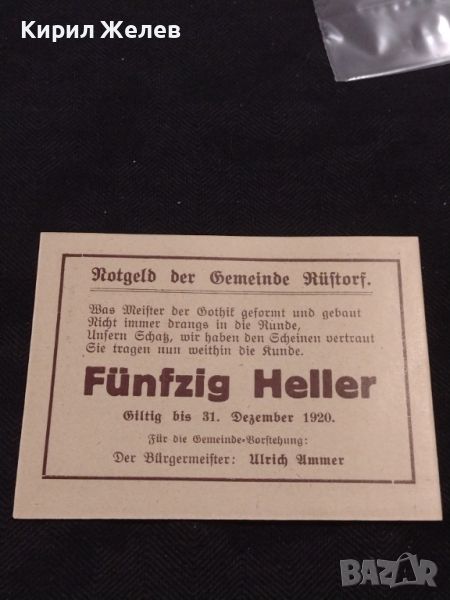 Кирил Желев
Notgeld der Gemeinde Rüstorf.
Was Meister der Gothik geformt und gebaut
Nicht immer drangs in die Runde,
Unsern Schatz, wir haben den Scheinen vertraut
Sie tragen nun weithin die Kunde.
Fünfzig Heller
Giltig bis 31. Dezember 1920.
Für die Gemeinde-Vorstehung:
Der Bürgermeister: Ulrich Ammer
BAZAR